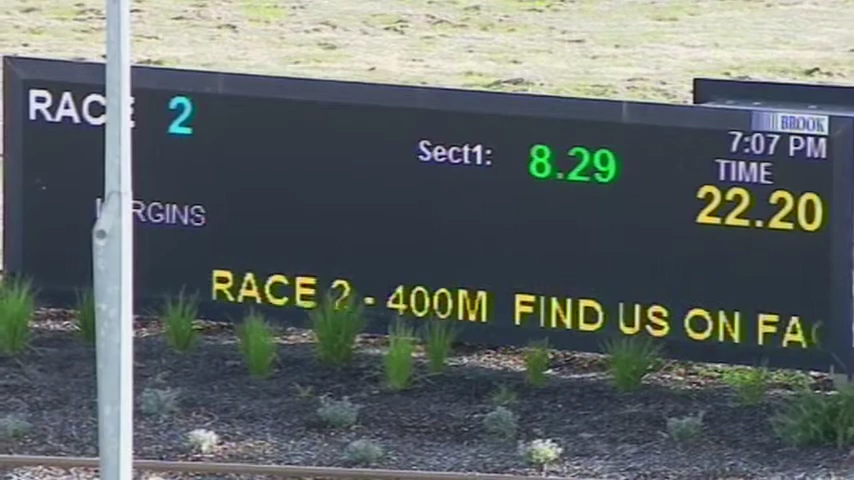 RACE 2
BROOK
7:07 PM
Sect1: 8.29
TIME
22.20
MARGINS
RACE 2 - 400M FIND US ON FAC